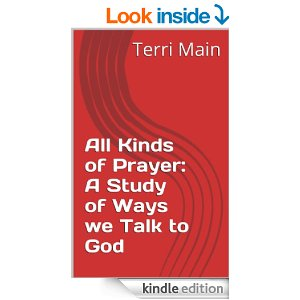 Look inside
Terri Main
All Kinds
of Prayer:
A Study
of Ways
we Talk to
God
kindle edition